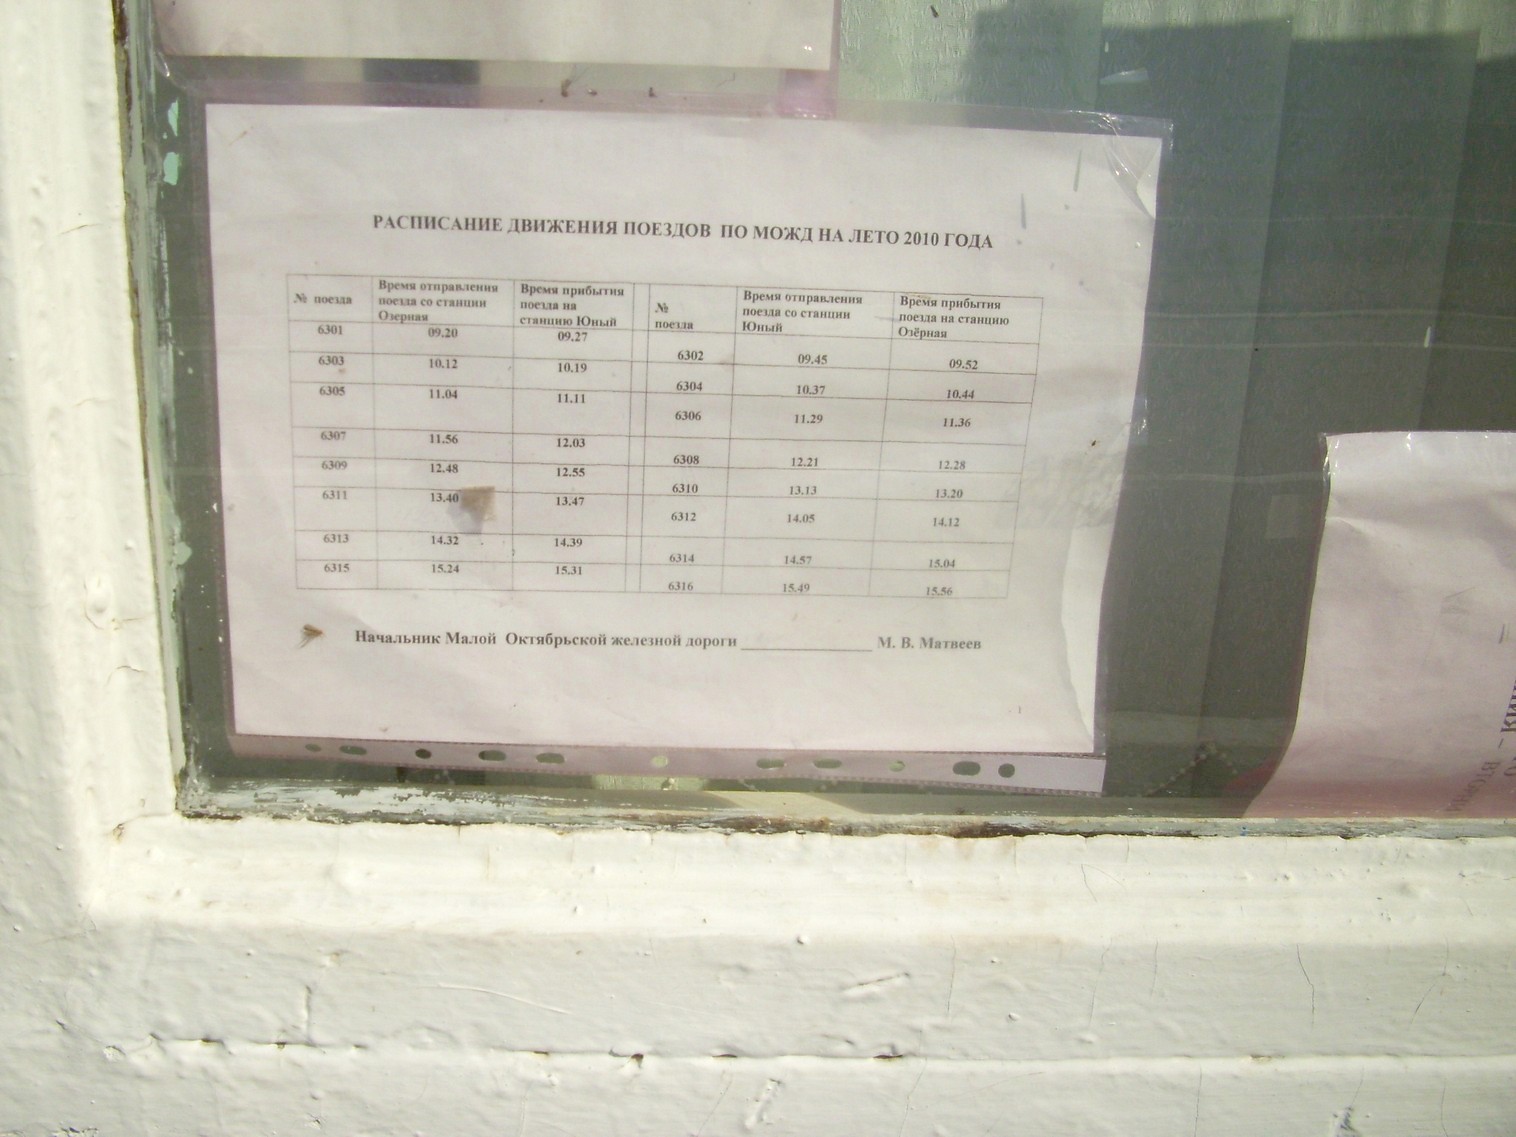 РАСПИСАНИЕ ДВИЖЕНИЯ ПОЕЗДОВ ПО МОЖД НА ЛЕТО 2010 ГОДА
№ поезда | Время отправления поезда со станции Озерная | Время прибытия поезда на станцию Юный | № поезда | Время отправления поезда со станции Юный | Время прибытия поезда на станцию Озёрная
6301 09.20 09.27 6302 09.45 09.52
6303 10.12 10.19 6304 10.37 10.44
6305 11.04 11.11 6306 11.29 11.36
6307 11.56 12.03 6308 12.21 12.28
6309 12.48 12.55 6310 13.13 13.20
6311 13.40 13.47 6312 14.05 14.12
6313 14.32 14.39 6314 14.57 15.04
6315 15.24 15.31 6316 15.49 15.56
Начальник Малой Октябрьской железной дороги _______________ М. В. Матвеев
1